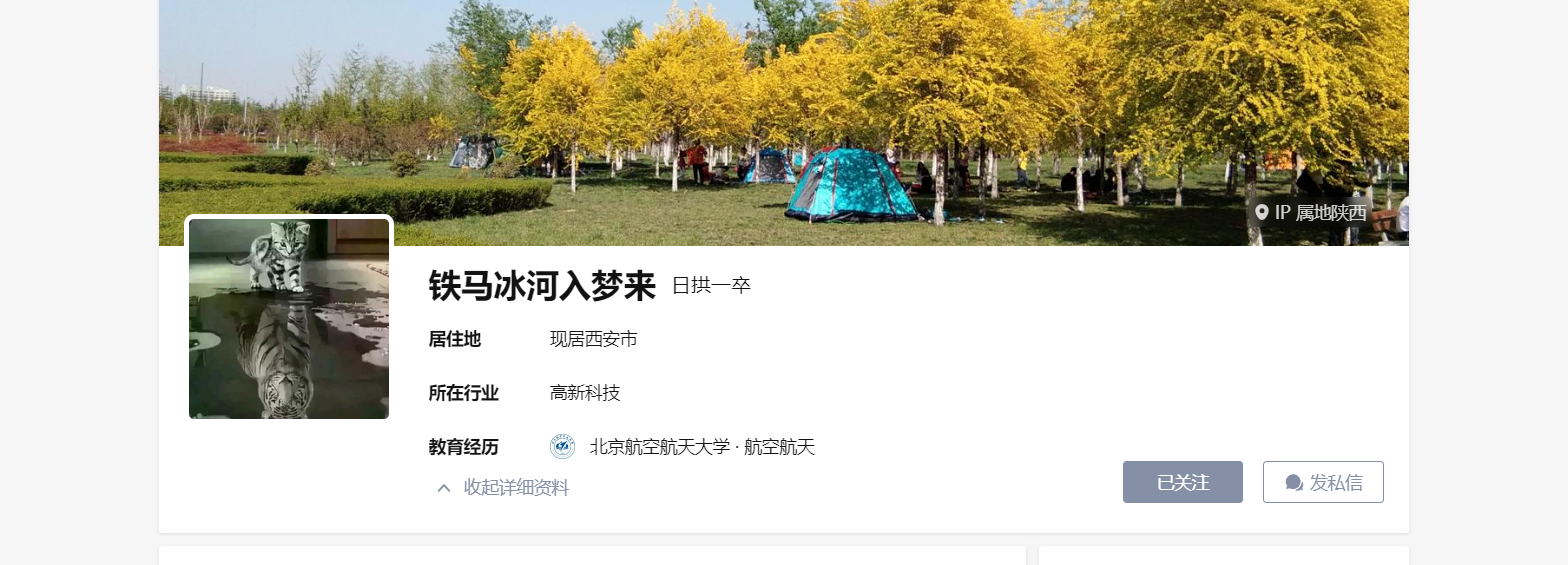 IP 属地陕西
铁马冰河入梦来 日拱一卒
居住地 现居西安市
所在行业 高新科技
教育经历 北京航空航天大学 · 航空航天
收起详细资料
已关注 发私信